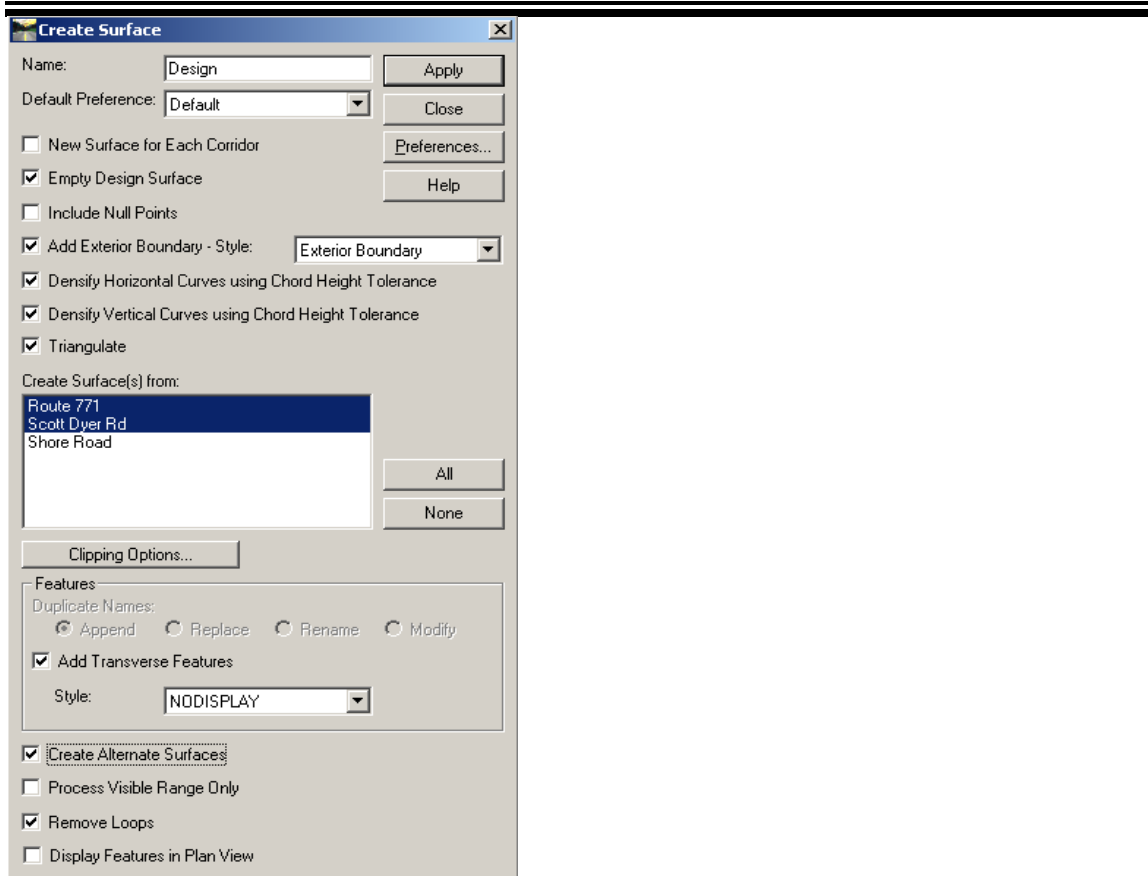 Create Surface
Name: Design Apply
Default Preference: Default Close
New Surface for Each Corridor Preferences...
Empty Design Surface Help
Include Null Points
Add Exterior Boundary - Style: Exterior Boundary
Densify Horizontal Curves using Chord Height Tolerance
Densify Vertical Curves using Chord Height Tolerance
Triangulate
Create Surface(s) from:
Route 771
Scott Dyer Rd
Shore Road
All
None
Clipping Options...
Features
Duplicate Names:
Append Replace Rename Modify
Add Transverse Features
Style: NODISPLAY
Create Alternate Surfaces
Process Visible Range Only
Remove Loops
Display Features in Plan View